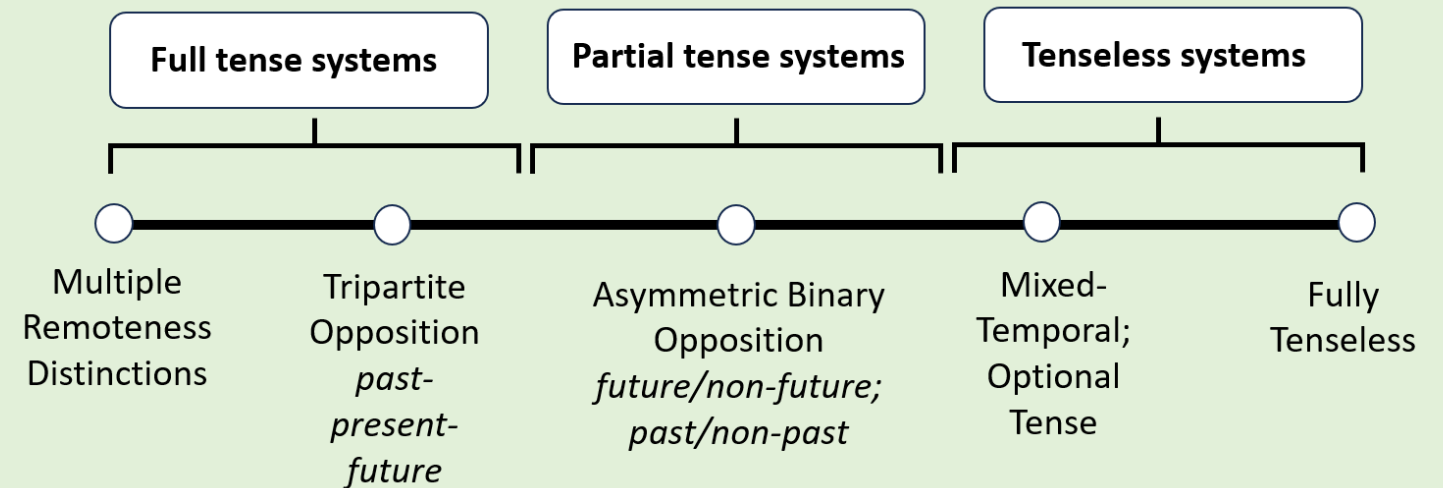 Full tense systems
Partial tense systems
Tenseless systems
Multiple
Remoteness
Distinctions
Tripartite
Opposition
past-
present-
future
Asymmetric Binary
Opposition
future/non-future;
past/non-past
Mixed-
Temporal;
Optional
Tense
Fully
Tenseless